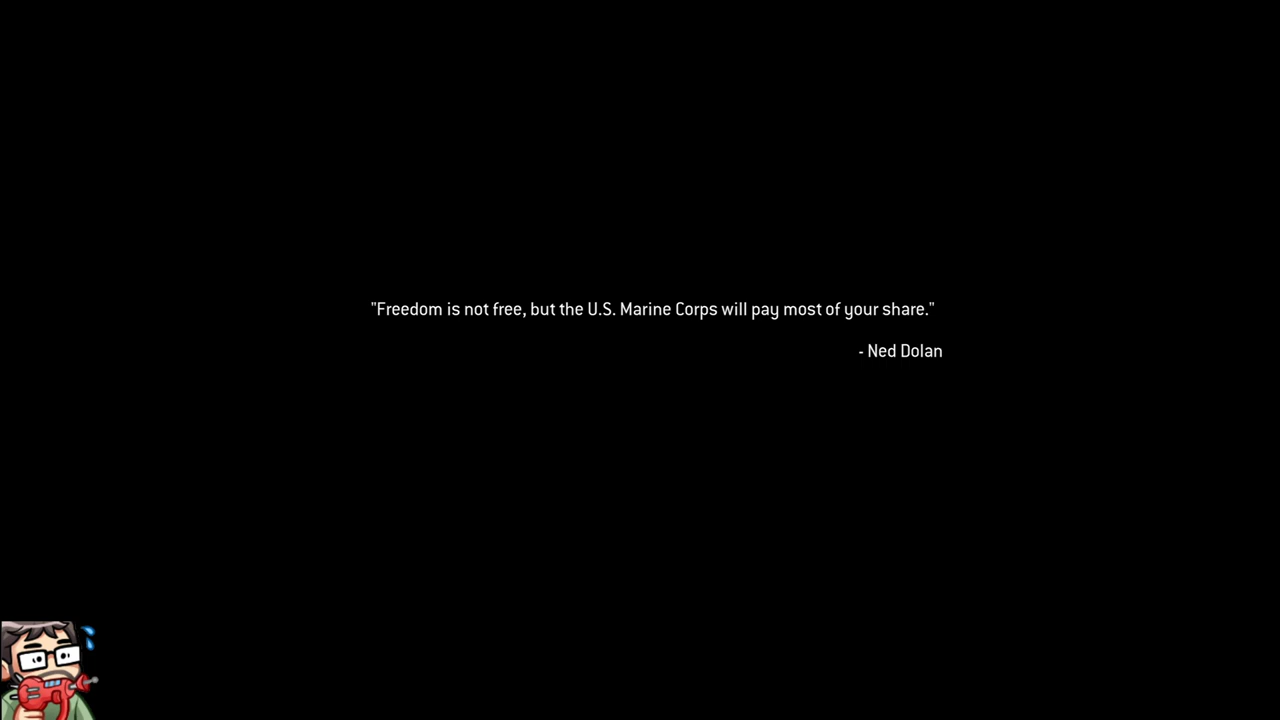 "Freedom is not free, but the U.S. Marine Corps will pay most of your share."
- Ned Dolan